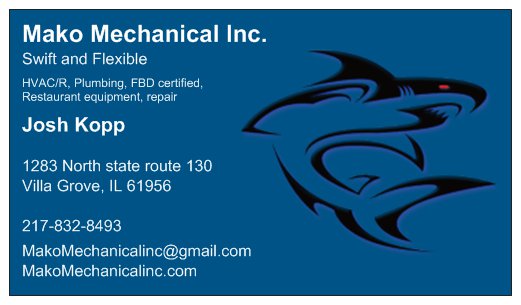 Mako Mechanical Inc.
Swift and Flexible
HVAC/R, Plumbing, FBD certified,
Restaurant equipment, repair
Josh Kopp
1283 North state route 130
Villa Grove, IL 61956
217-832-8493
MakoMechanicalinc@gmail.com
MakoMechanicalinc.com